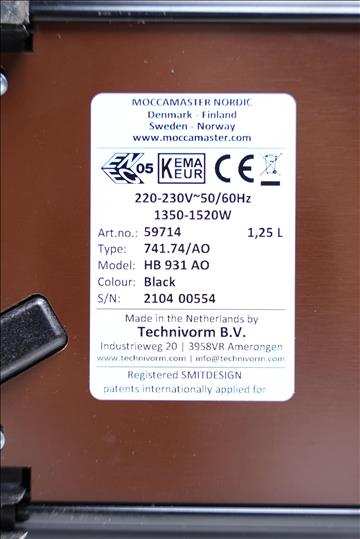 MOCCAMASTER NORDIC
Denmark - Finland
Sweden - Norway
www.moccamaster.com
ENEC 05 KEMA EUR CE
220-230V~50/60Hz
1350-1520W
Art.no.: 59714 1,25 L
Type: 741.74/AO
Model: HB 931 AO
Colour: Black
S/N: 2104 00554
Made in the Netherlands by
Technivorm B.V.
Industrieweg 20 | 3958VR Amerongen
www.technivorm.com | info@technivorm.com
Registered SMITDESIGN
patents internationally applied for